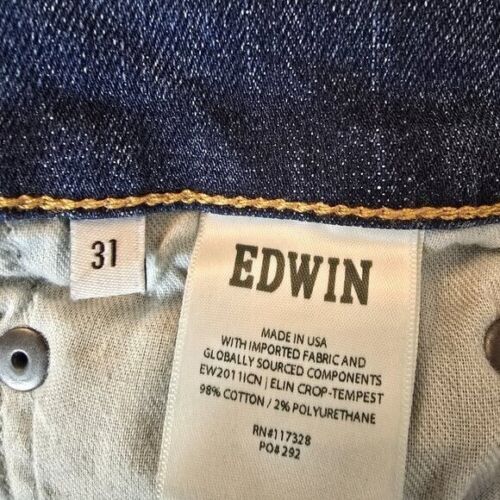 31
EDWIN
MADE IN USA
WITH IMPORTED FABRIC AND
GLOBALLY SOURCED COMPONENTS
EW2011ICN | ELIN CROP-TEMPEST
98% COTTON / 2% POLYURETHANE
RN#117328
PO# 292